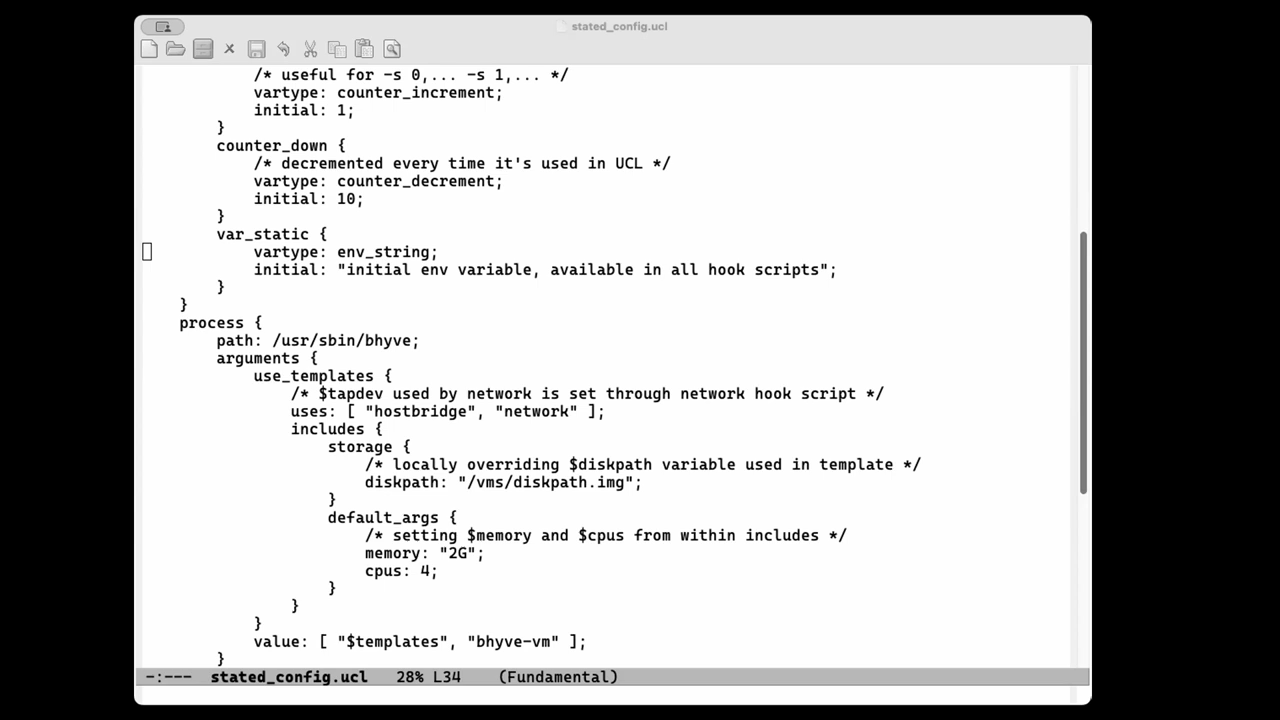 stated_config.ucl
/* useful for -s 0,... -s 1,... */
vartype: counter_increment;
initial: 1;
}
counter_down {
/* decremented every time it's used in UCL */
vartype: counter_decrement;
initial: 10;
}
var_static {
vartype: env_string;
initial: "initial env variable, available in all hook scripts";
}
}
process {
path: /usr/sbin/bhyve;
arguments {
use_templates {
/* $tapdev used by network is set through network hook script */
uses: [ "hostbridge", "network" ];
includes {
storage {
/* locally overriding $diskpath variable used in template */
diskpath: "/vms/diskpath.img";
}
default_args {
/* setting $memory and $cpus from within includes */
memory: "2G";
cpus: 4;
}
}
}
value: [ "$templates", "bhyve-vm" ];
}
-:--- stated_config.ucl 28% L34 (Fundamental)